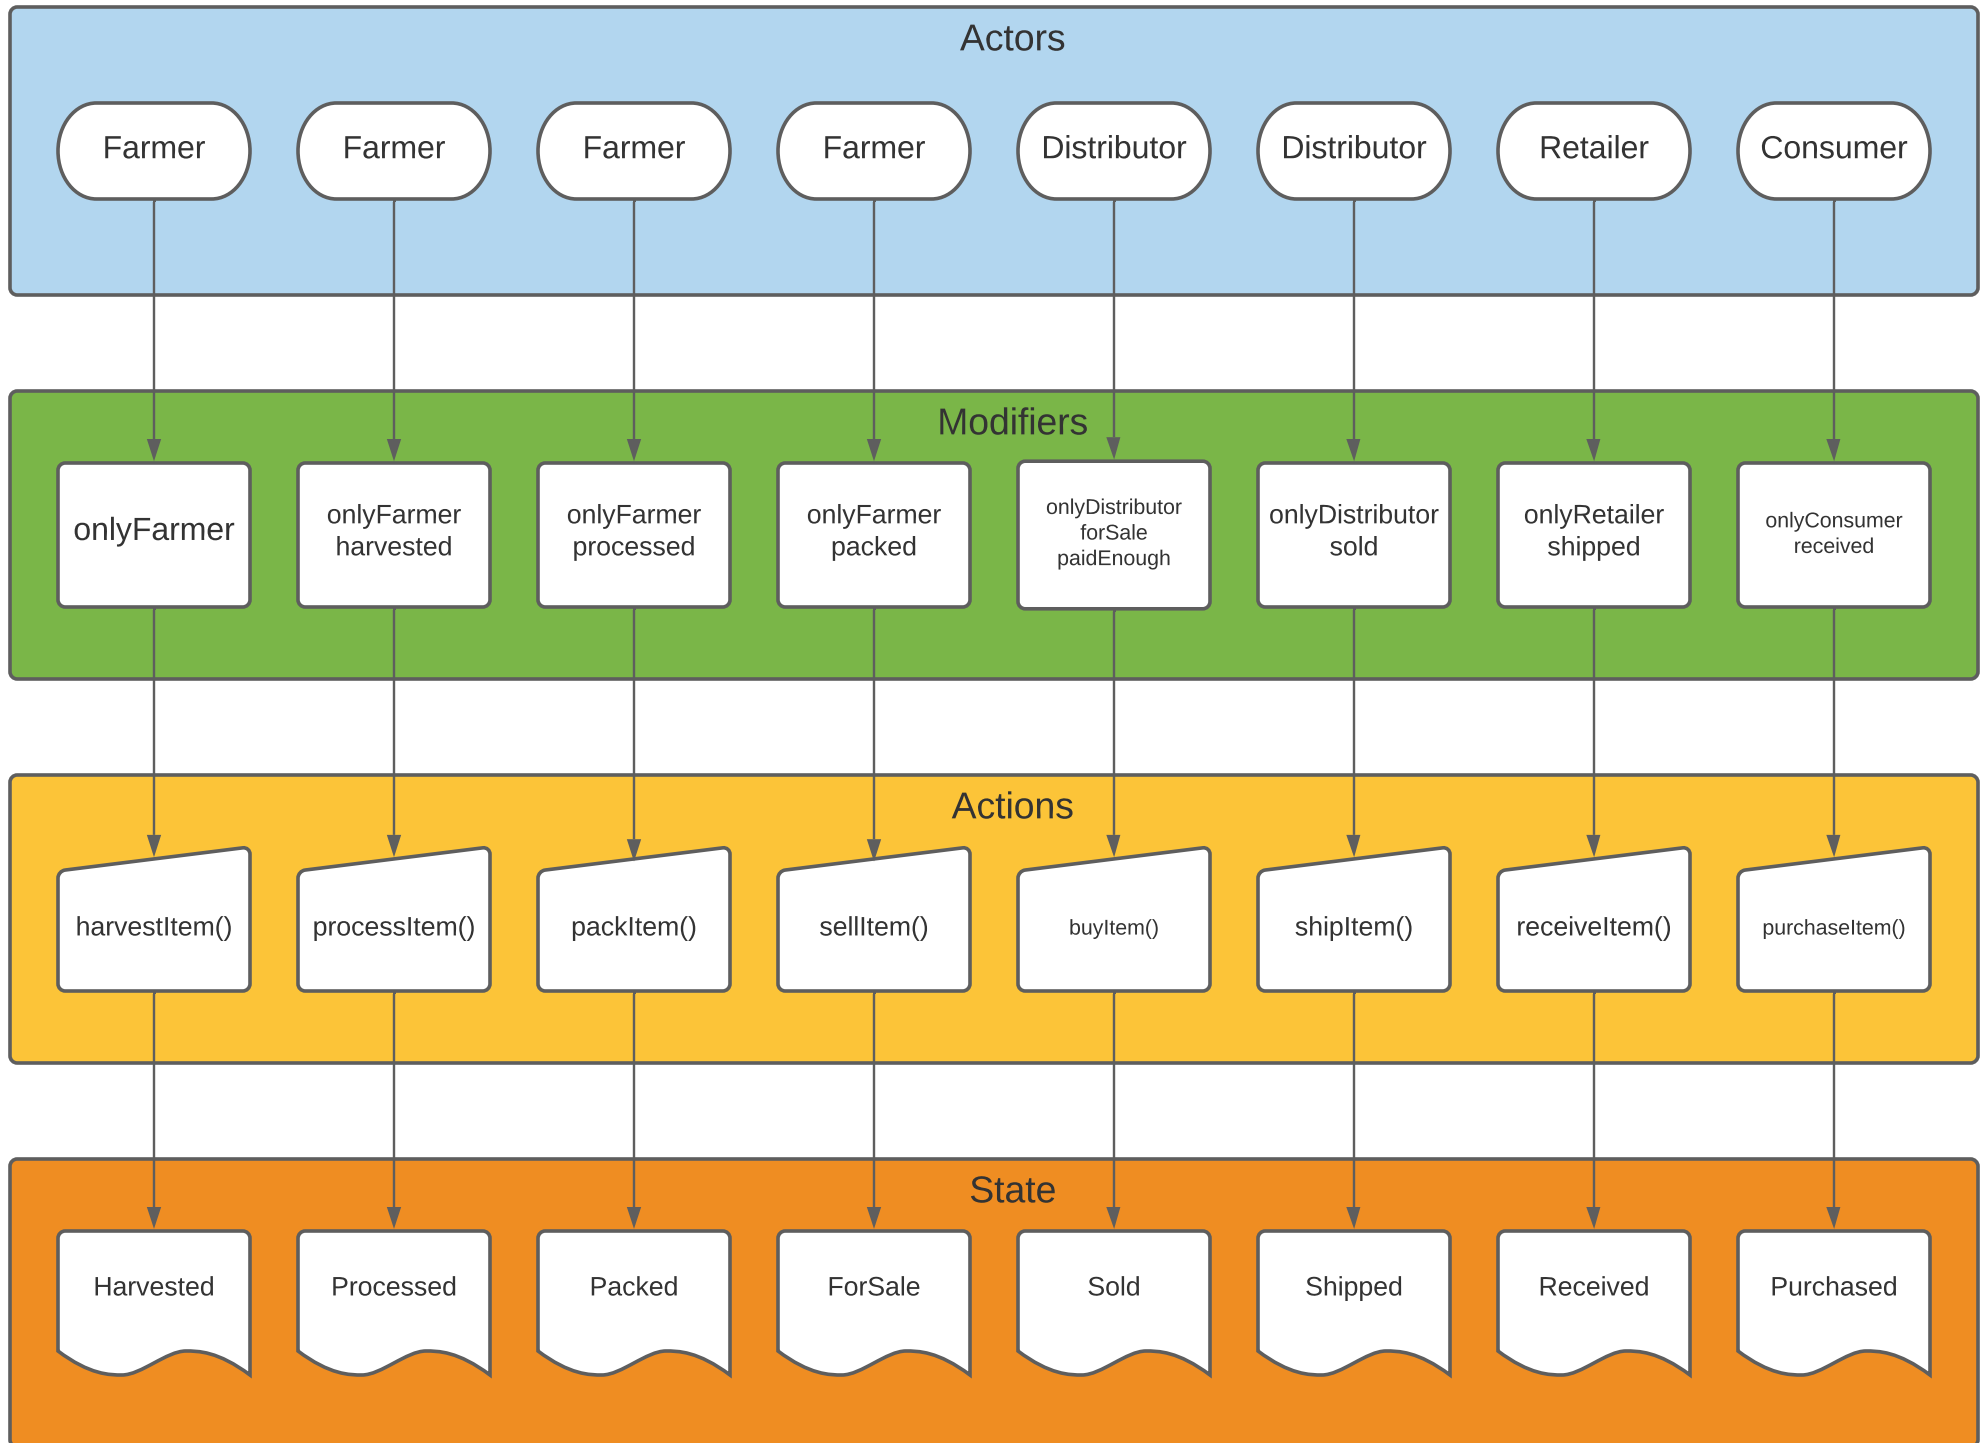 Actors
Farmer
Farmer
Farmer
Farmer
Distributor
Distributor
Retailer
Consumer
Modifiers
onlyFarmer
onlyFarmer
harvested
onlyFarmer
processed
onlyFarmer
packed
onlyDistributor
forSale
paidEnough
onlyDistributor
sold
onlyRetailer
shipped
onlyConsumer
received
Actions
harvestItem()
processItem()
packItem()
sellItem()
buyItem()
shipItem()
receiveItem()
purchaseItem()
State
Harvested
Processed
Packed
ForSale
Sold
Shipped
Received
Purchased